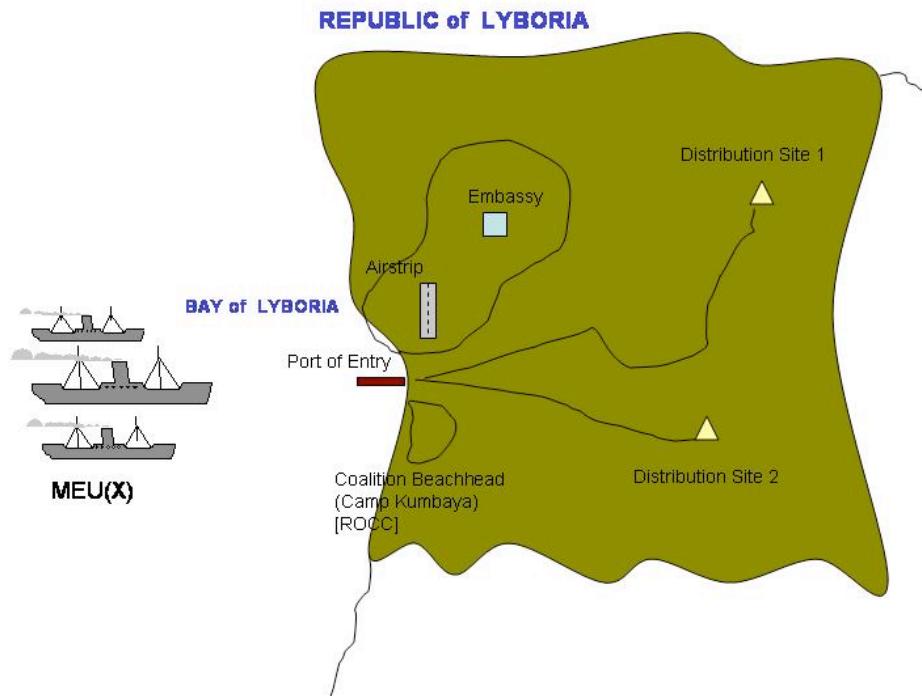 REPUBLIC of LYBORIA
Distribution Site 1
Embassy
Airstrip
BAY of LYBORIA
Port of Entry
Coalition Beachhead
(Camp Kumbaya)
[ROCC]
Distribution Site 2
MEU(X)